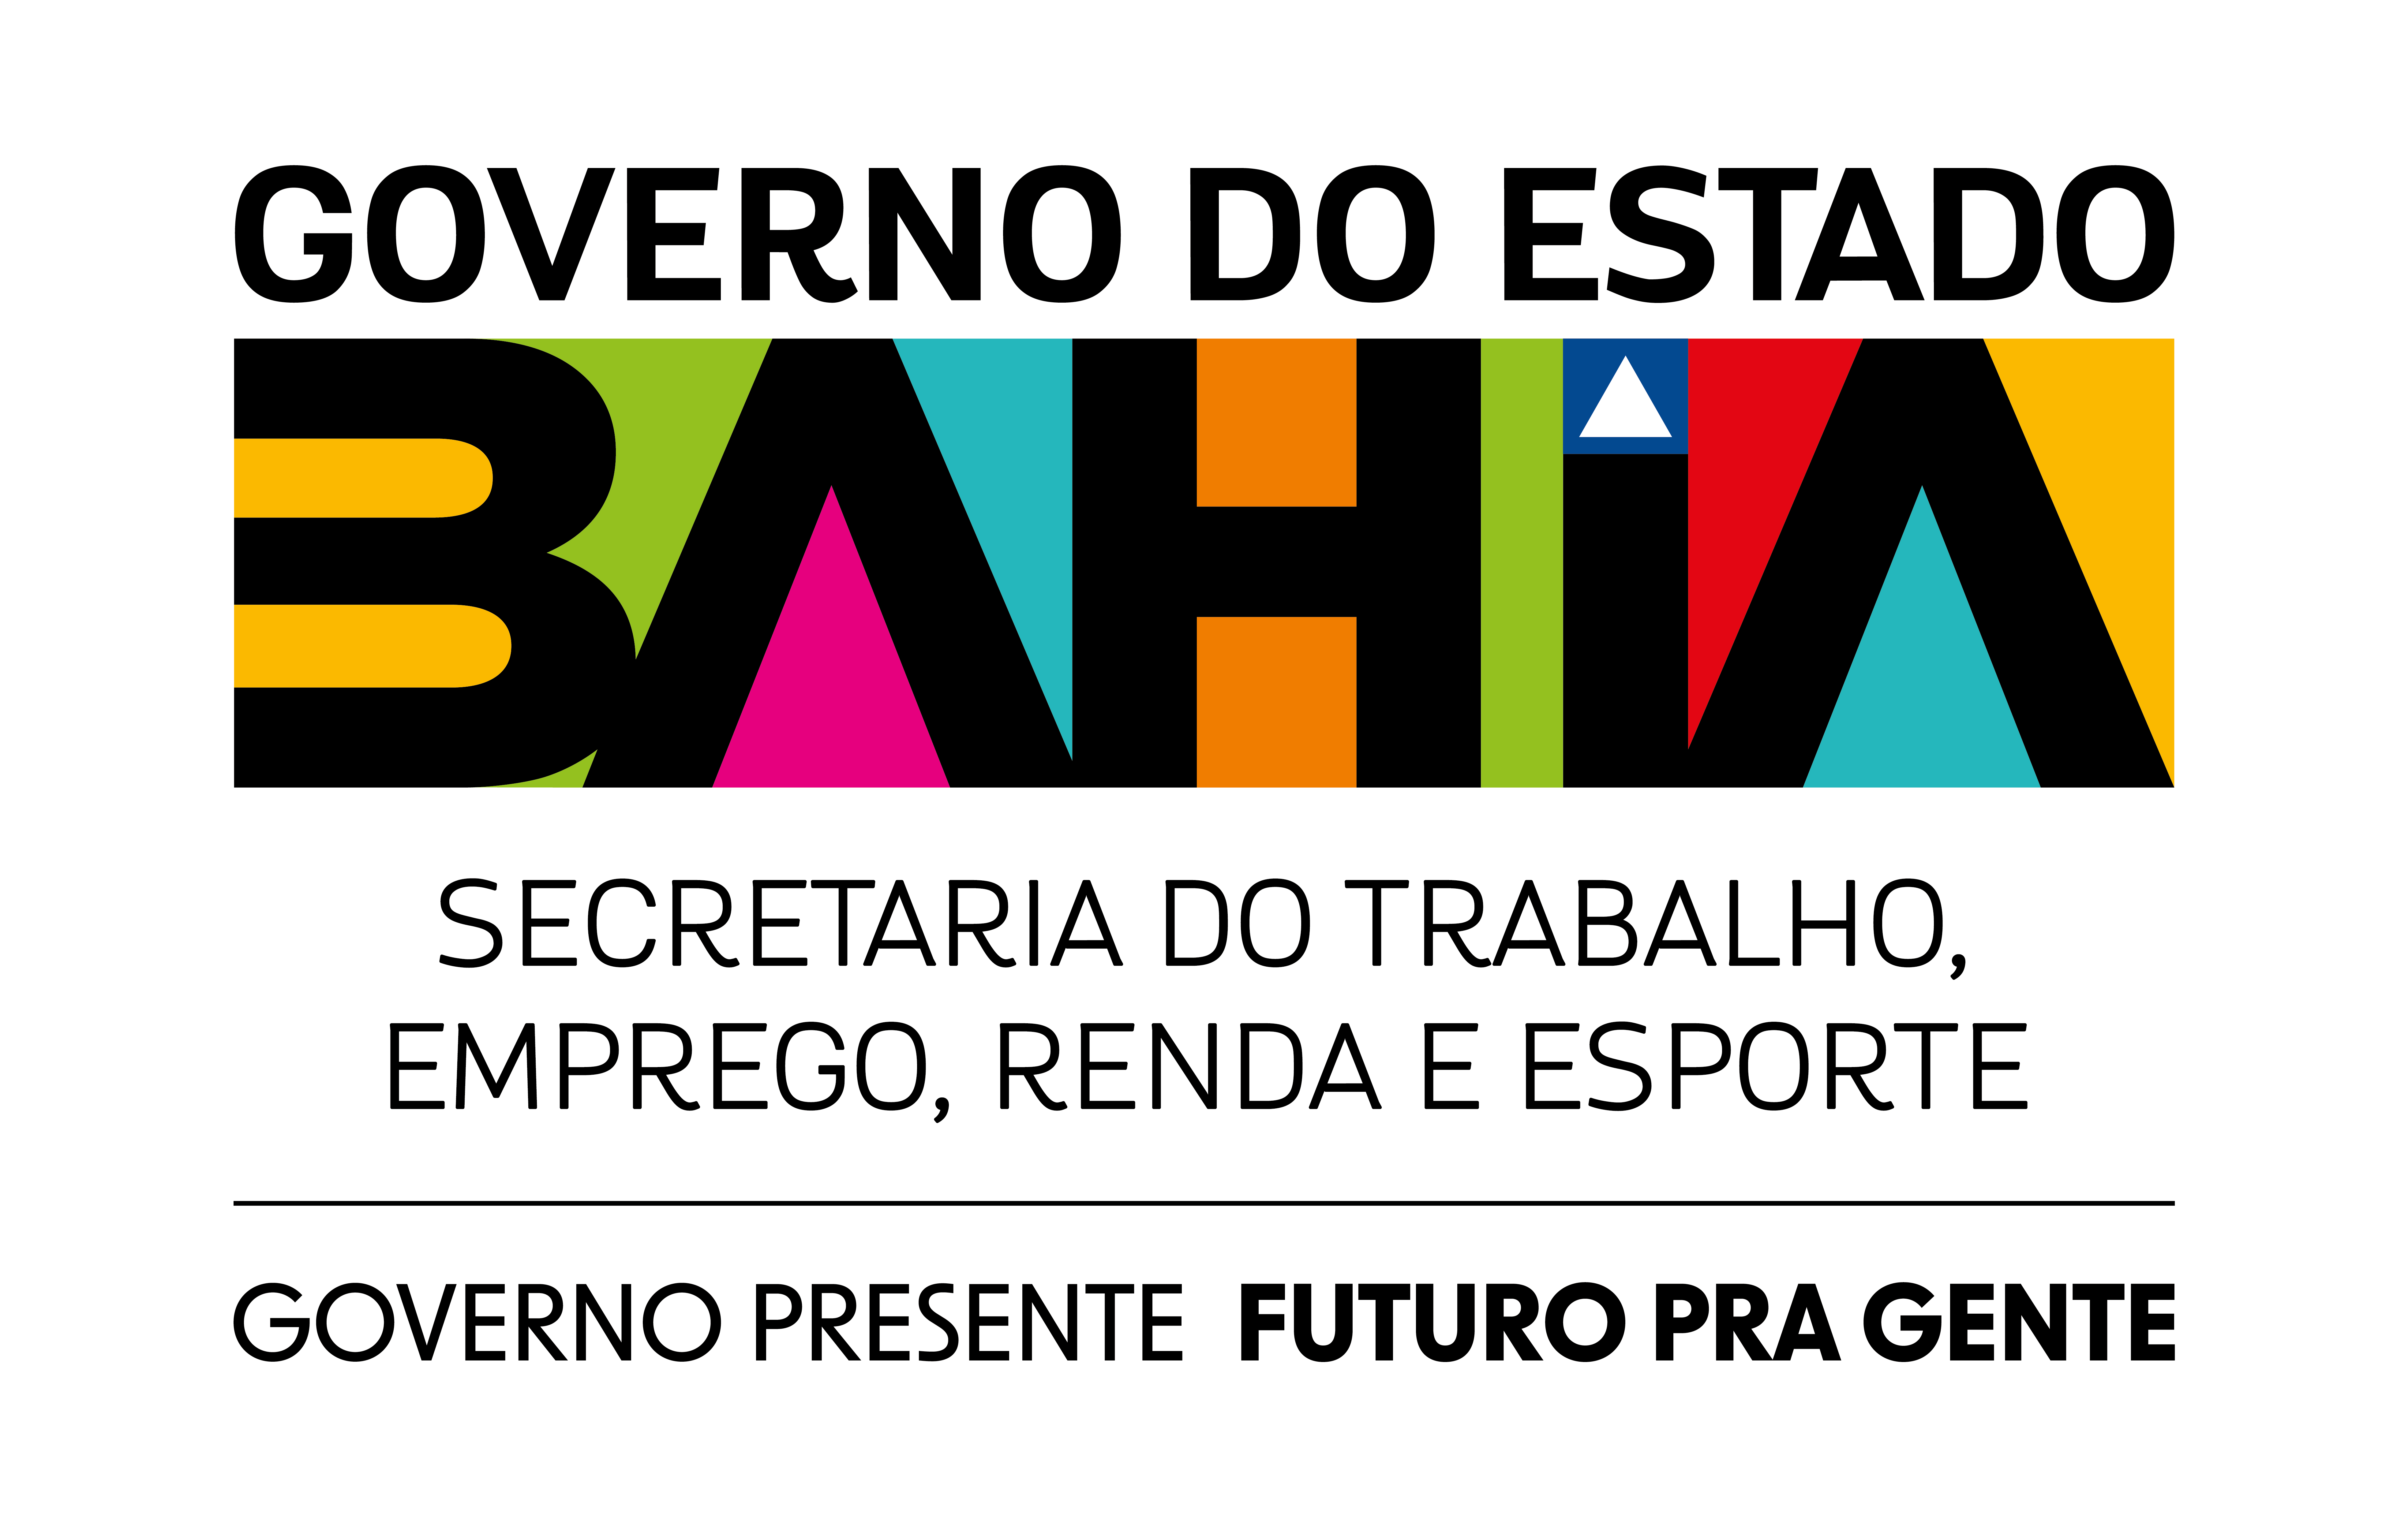 GOVERNO DO ESTADO
BAHIA
SECRETARIA DO TRABALHO,
EMPREGO, RENDA E ESPORTE
GOVERNO PRESENTE FUTURO PRA GENTE